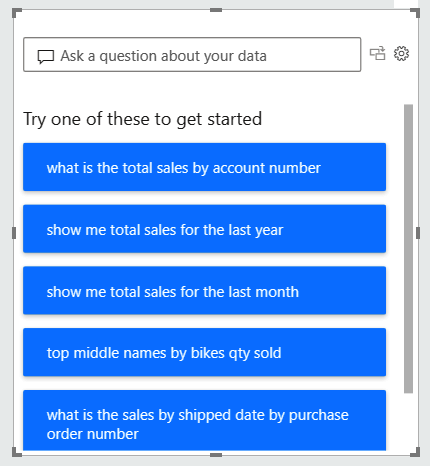 Ask a question about your data
Try one of these to get started
what is the total sales by account number
show me total sales for the last year
show me total sales for the last month
top middle names by bikes qty sold
what is the sales by shipped date by purchase
order number